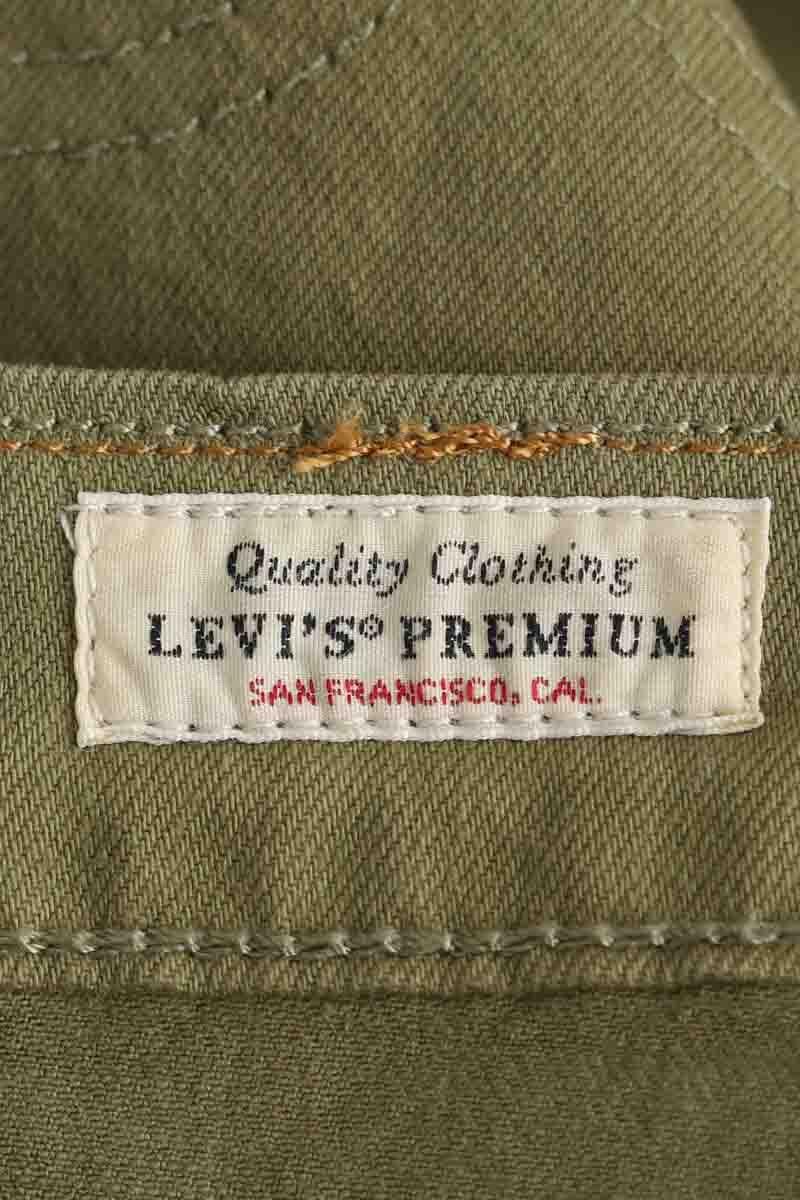 Quality Clothing
LEVI'S® PREMIUM
SAN FRANCISCO, CAL.